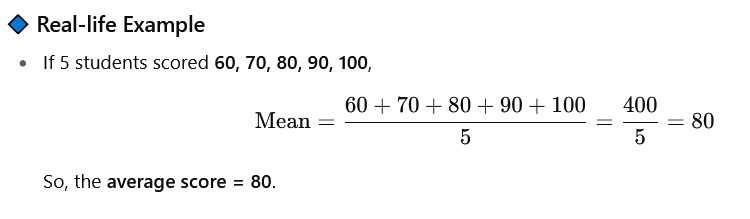 Real-life Example
• If 5 students scored 60, 70, 80, 90, 100,
Mean = (60 + 70 + 80 + 90 + 100)/5 = 400/5 = 80
So, the average score = 80.